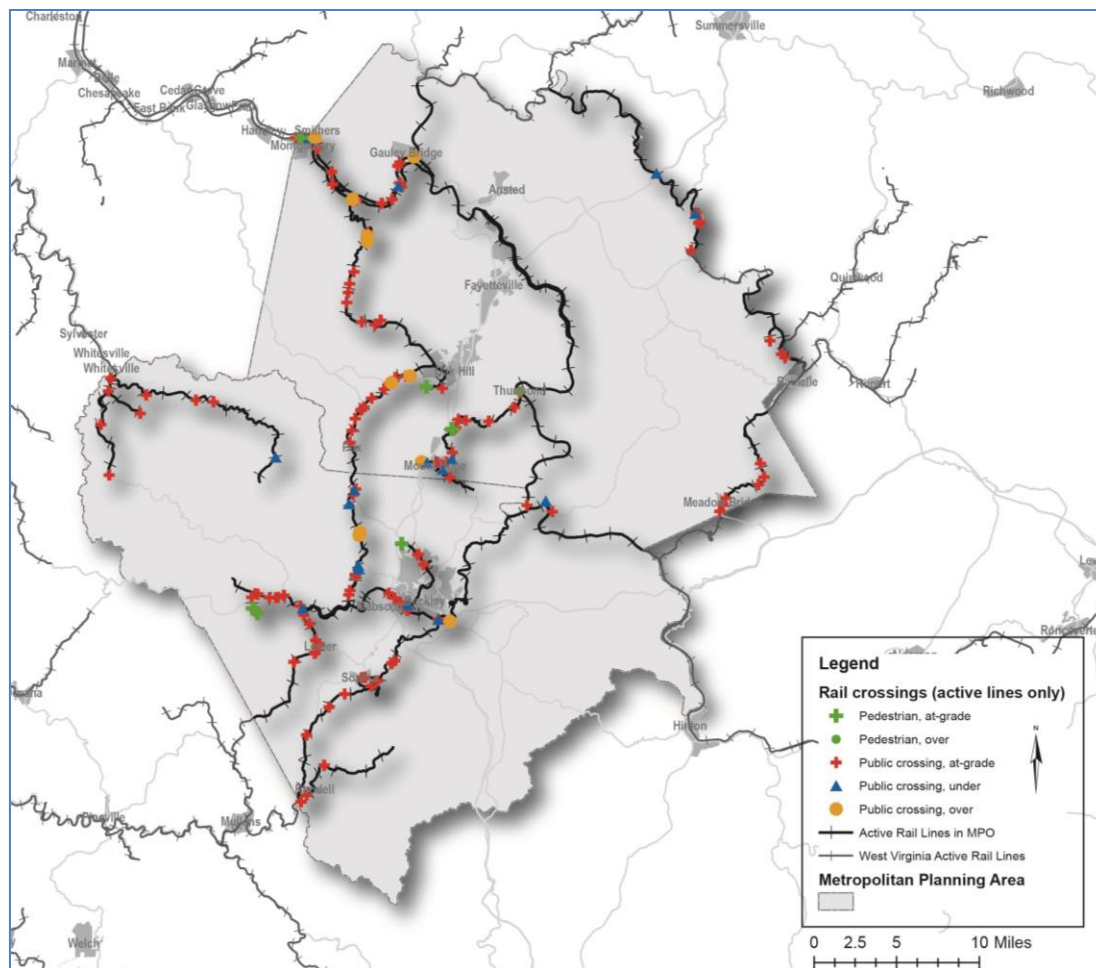 Charleston
Summersville
Marmet
Belle
Chesapeake
Cedar Grove
Richwood
East Bank
Smithers
Montgomery
Gauley Bridge
Ansted
Fayetteville
Quinwood
Sylvester
Whitesville
Whitesville
Hill
Rupert
Meadow Bridge
Beckley
Hinton
Mullens
Welch
Legend
Rail crossings (active lines only)
Pedestrian, at-grade
Pedestrian, over
Public crossing, at-grade
Public crossing, under
Public crossing, over
Active Rail Lines in MPO
West Virginia Active Rail Lines
Metropolitan Planning Area
N
0 2.5 5 10 Miles